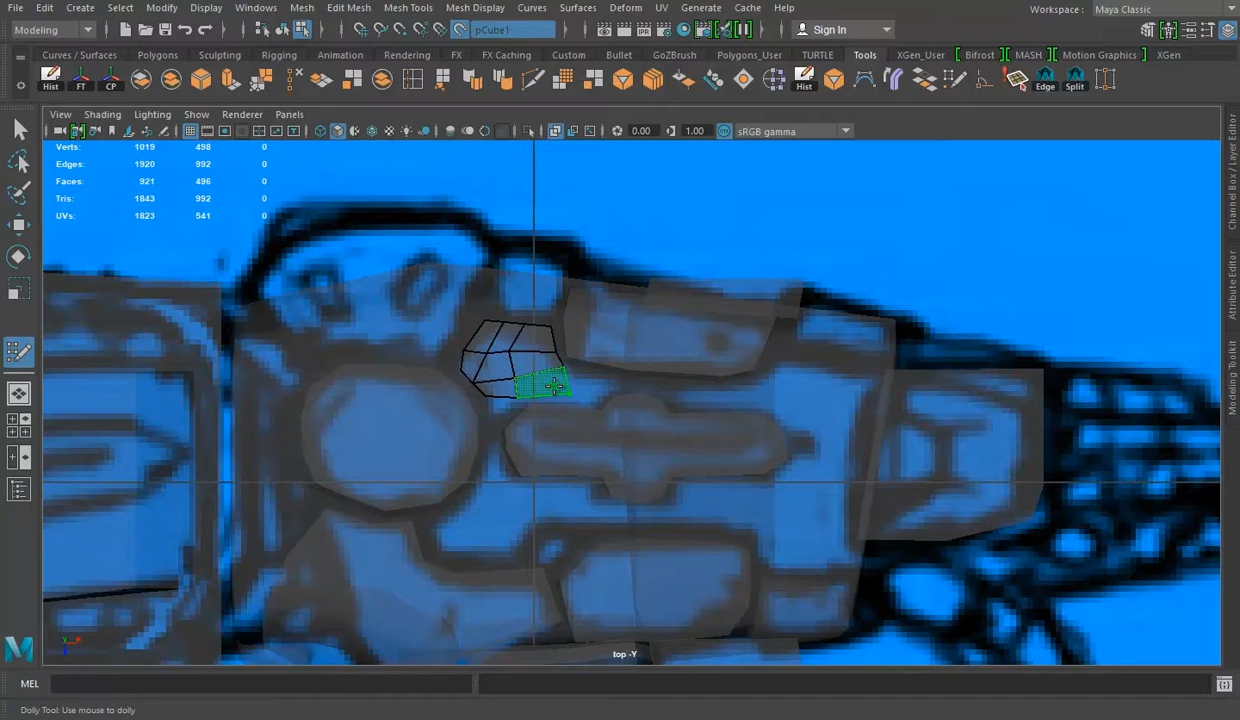 File Edit Create Select Modify Display Windows Mesh Edit Mesh Mesh Tools Mesh Display Curves Surfaces Deform UV Generate Cache Help Workspace : Maya Classic
Modeling pCube1 Sign In
Curves / Surfaces Polygons Sculpting Rigging Animation Rendering FX FX Caching Custom Bullet GoZBrush Polygons_User TURTLE Tools XGen_User Bifrost MASH Motion Graphics XGen
Hist FT CP Hist Edge Split
View Shading Lighting Show Renderer Panels
0.00 1.00 sRGB gamma
Verts: 1019 498 0
Edges: 1920 992 0
Faces: 921 496 0
Tris: 1843 992 0
UVs: 1823 541 0
Channel Box / Layer Editor
Attribute Editor
Modeling Toolkit
top -Y
MEL
Dolly Tool: Use mouse to dolly